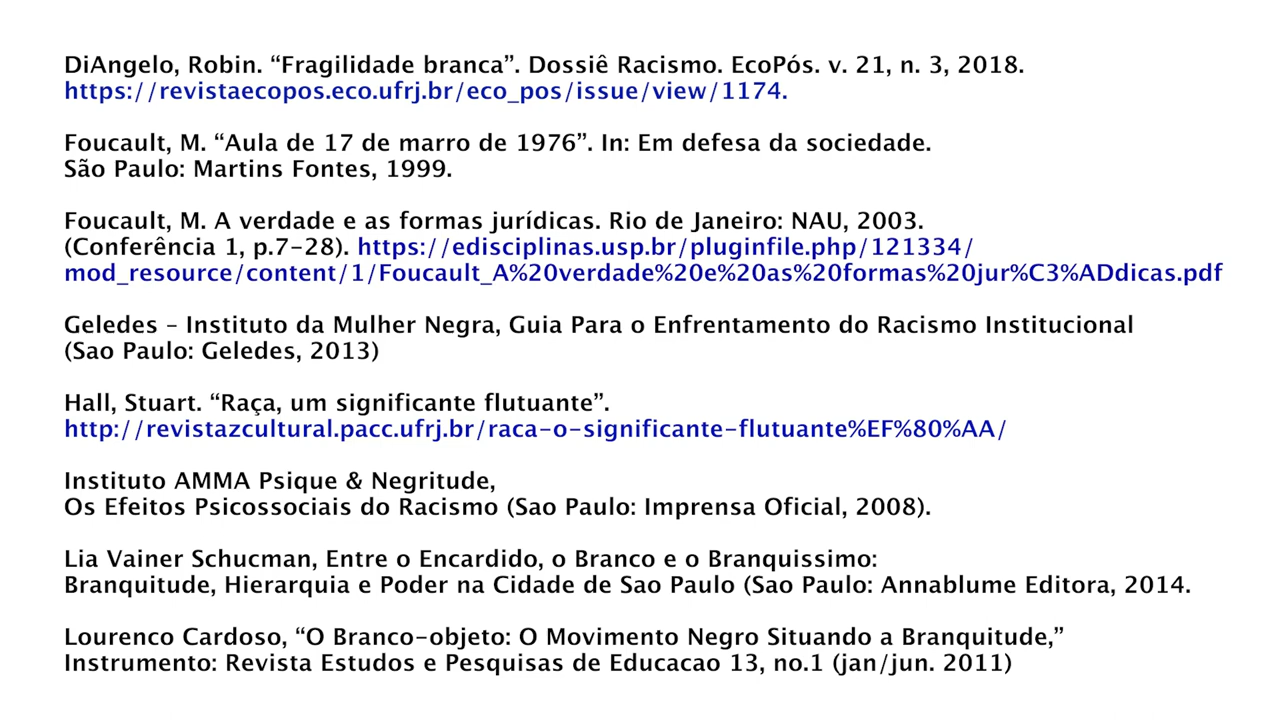 DiAngelo, Robin. “Fragilidade branca”. Dossiê Racismo. EcoPós. v. 21, n. 3, 2018.
https://revistaecopos.eco.ufrj.br/eco_pos/issue/view/1174.
Foucault, M. “Aula de 17 de marro de 1976”. In: Em defesa da sociedade.
São Paulo: Martins Fontes, 1999.
Foucault, M. A verdade e as formas jurídicas. Rio de Janeiro: NAU, 2003.
(Conferência 1, p.7–28). https://edisciplinas.usp.br/pluginfile.php/121334/
mod_resource/content/1/Foucault_A%20verdade%20e%20as%20formas%20jur%C3%ADdicas.pdf
Geledes – Instituto da Mulher Negra, Guia Para o Enfrentamento do Racismo Institucional
(Sao Paulo: Geledes, 2013)
Hall, Stuart. “Raça, um significante flutuante”.
http://revistazcultural.pacc.ufrj.br/raca-o-significante-flutuante%EF%80%AA/
Instituto AMMA Psique & Negritude,
Os Efeitos Psicossociais do Racismo (Sao Paulo: Imprensa Oficial, 2008).
Lia Vainer Schucman, Entre o Encardido, o Branco e o Branquissimo:
Branquitude, Hierarquia e Poder na Cidade de Sao Paulo (Sao Paulo: Annablume Editora, 2014.
Lourenco Cardoso, “O Branco-objeto: O Movimento Negro Situando a Branquitude,”
Instrumento: Revista Estudos e Pesquisas de Educacao 13, no.1 (jan/jun. 2011)